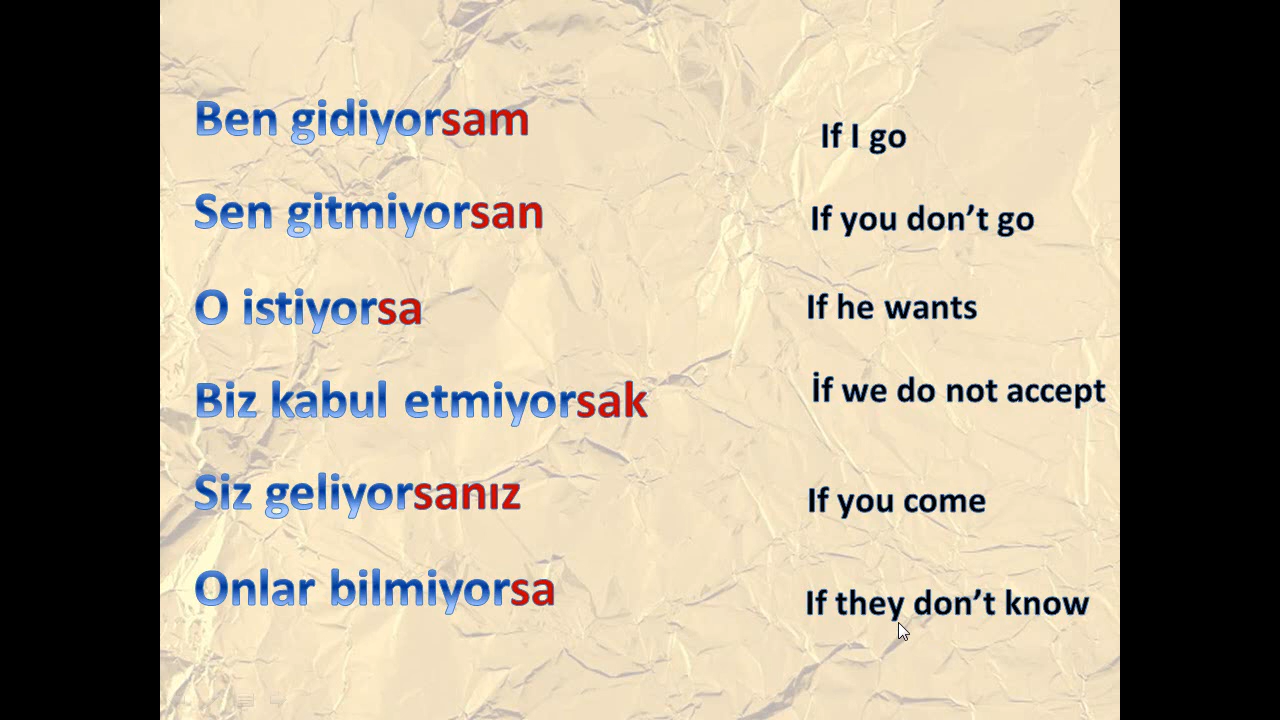 Ben gidiyorsam
If I go
Sen gitmiyorsan
If you don’t go
O istiyorsa
If he wants
Biz kabul etmiyorsak
İf we do not accept
Siz geliyorsanız
If you come
Onlar bilmiyorsa
If they don’t know